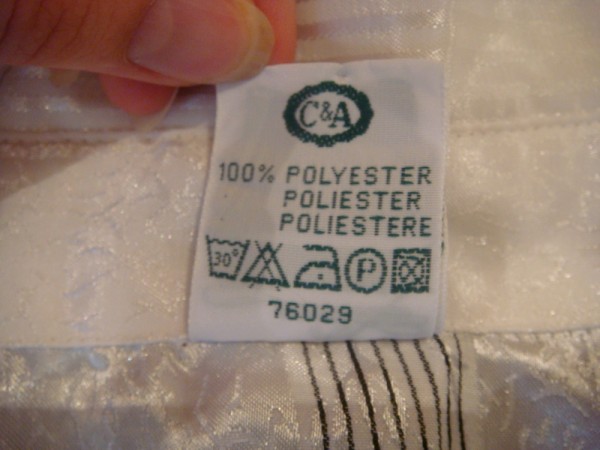 C&A
100% POLYESTER
POLIESTER
POLIESTERE
30° P
76029